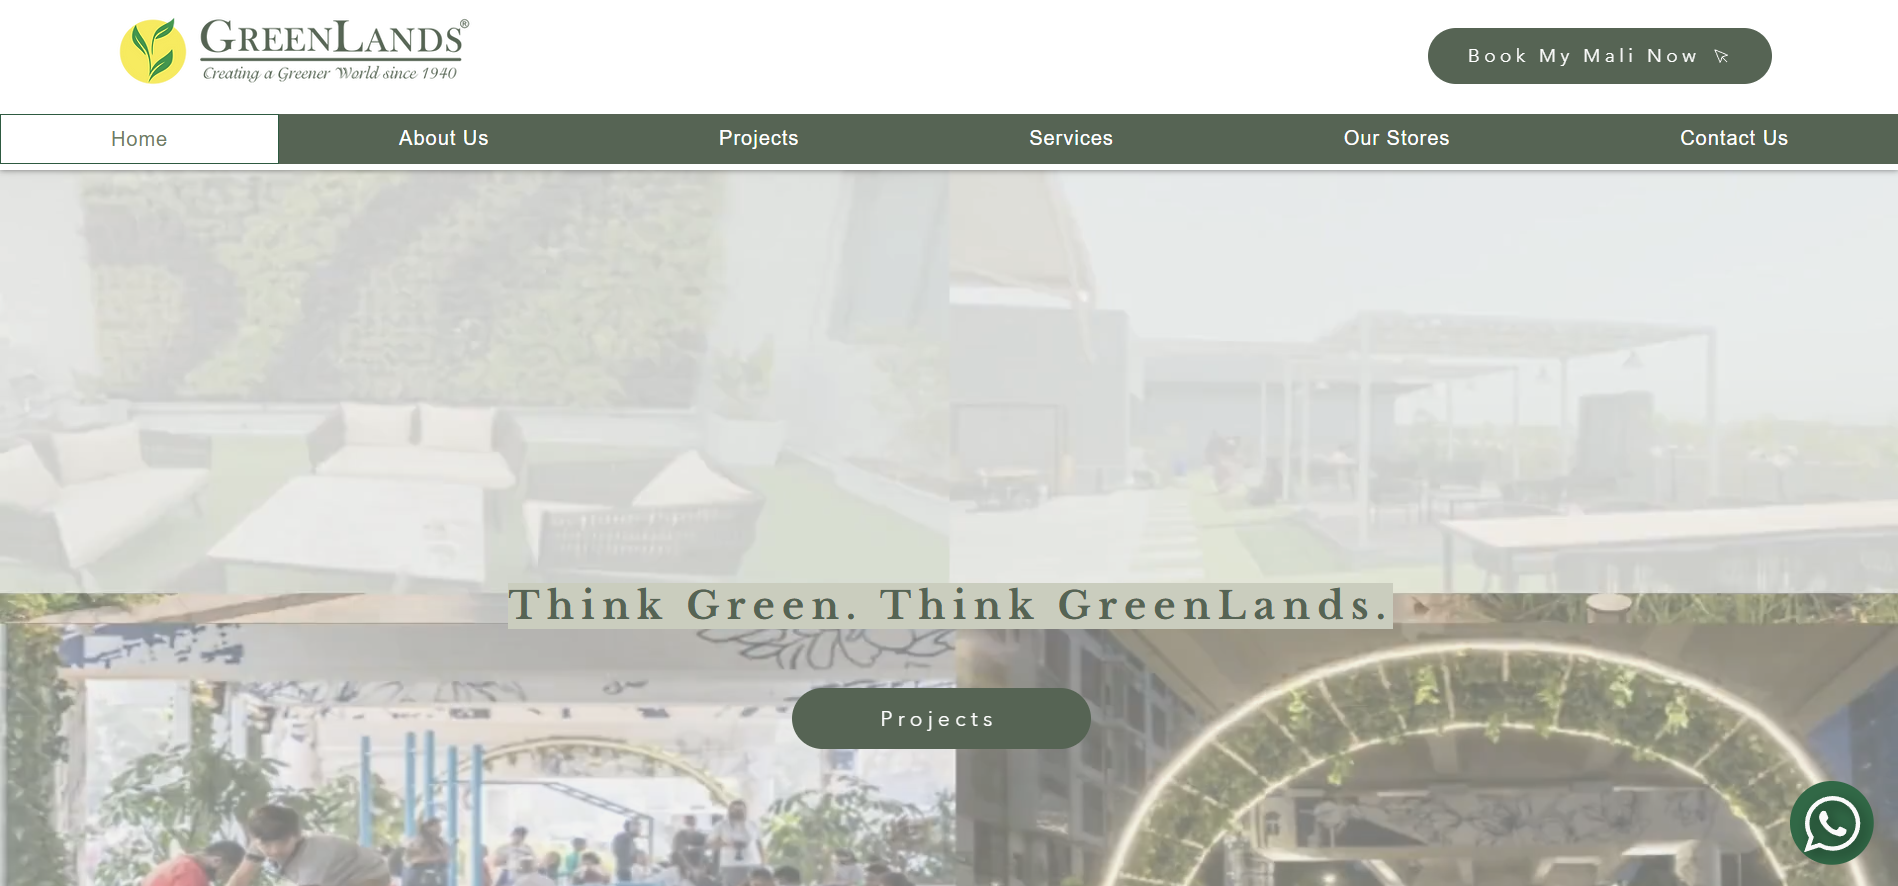 GREENLANDS®
Creating a Greener World since 1940
Book My Mali Now
Home
About Us
Projects
Services
Our Stores
Contact Us
Think Green. Think GreenLands.
Projects